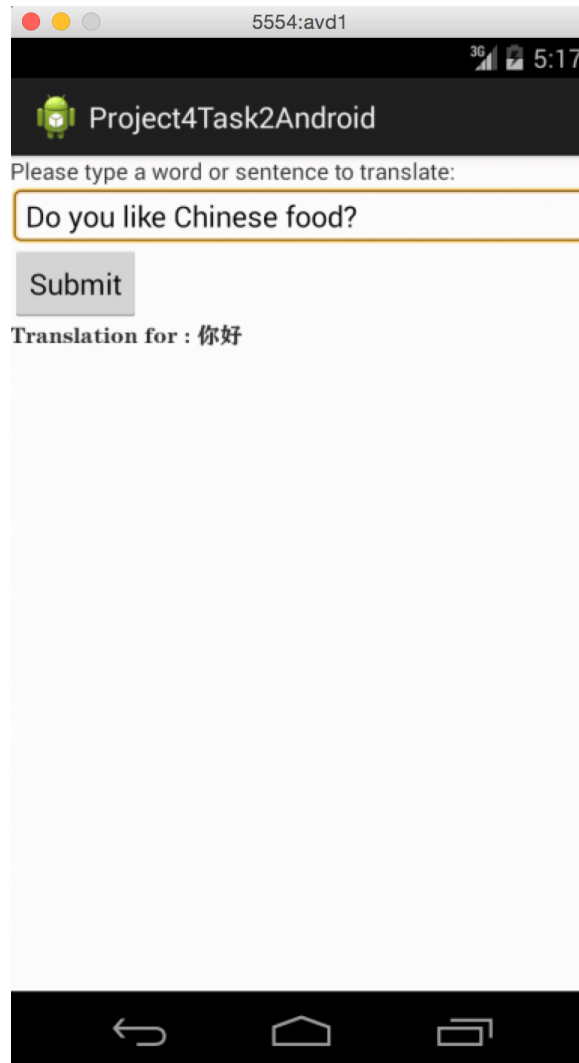 5554:avd1
3G 5:17
Project4Task2Android
Please type a word or sentence to translate:
Do you like Chinese food?
Submit
Translation for : 你好